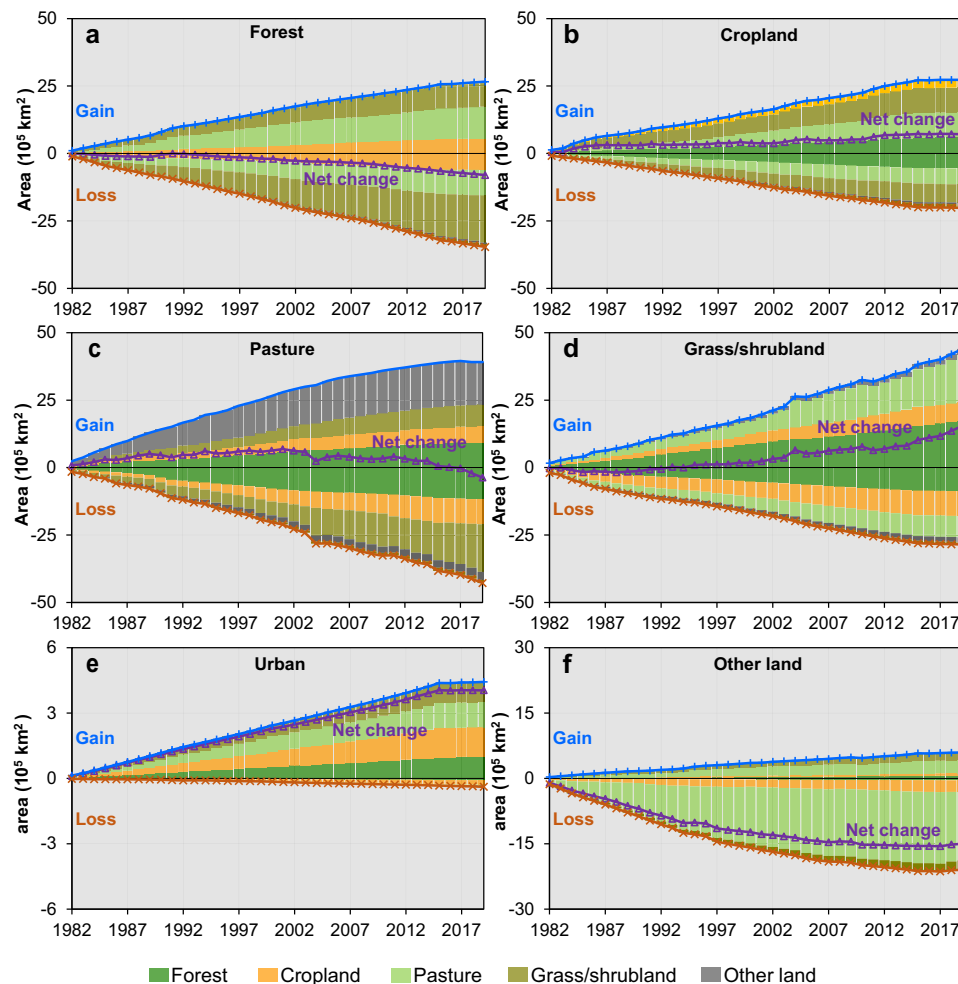 a Forest
Area (10⁵ km²)
50
25
0
-25
-50
Gain
Net change
Loss
1982 1987 1992 1997 2002 2007 2012 2017
b Cropland
Area (10⁵ km²)
50
25
0
-25
-50
Gain
Net change
Loss
1982 1987 1992 1997 2002 2007 2012 2017
c Pasture
Area (10⁵ km²)
50
25
0
-25
-50
Gain
Net change
Loss
1982 1987 1992 1997 2002 2007 2012 2017
d Grass/shrubland
Area (10⁵ km²)
50
25
0
-25
-50
Gain
Net change
Loss
1982 1987 1992 1997 2002 2007 2012 2017
e Urban
area (10⁵ km²)
6
3
0
-3
-6
Gain
Net change
Loss
1982 1987 1992 1997 2002 2007 2012 2017
f Other land
area (10⁵ km²)
30
15
0
-15
-30
Gain
Net change
Loss
1982 1987 1992 1997 2002 2007 2012 2017
Forest Cropland Pasture Grass/shrubland Other land